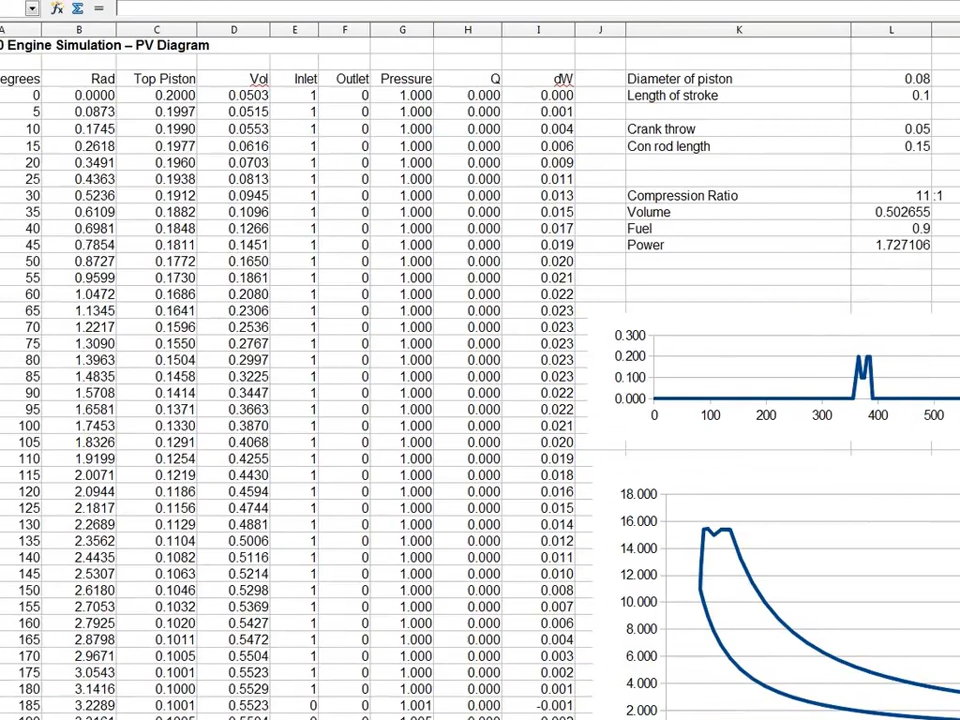 A B C D E F G H I J K L
0 Engine Simulation – PV Diagram
egrees Rad Top Piston Vol Inlet Outlet Pressure Q dW Diameter of piston 0.08
0 0.0000 0.2000 0.0503 1 0 1.000 0.000 0.000 Length of stroke 0.1
5 0.0873 0.1997 0.0515 1 0 1.000 0.000 0.001
10 0.1745 0.1990 0.0553 1 0 1.000 0.000 0.004 Crank throw 0.05
15 0.2618 0.1977 0.0616 1 0 1.000 0.000 0.006 Con rod length 0.15
20 0.3491 0.1960 0.0703 1 0 1.000 0.000 0.009
25 0.4363 0.1938 0.0813 1 0 1.000 0.000 0.011
30 0.5236 0.1912 0.0945 1 0 1.000 0.000 0.013 Compression Ratio 11 :1
35 0.6109 0.1882 0.1096 1 0 1.000 0.000 0.015 Volume 0.502655
40 0.6981 0.1848 0.1266 1 0 1.000 0.000 0.017 Fuel 0.9
45 0.7854 0.1811 0.1451 1 0 1.000 0.000 0.019 Power 1.727106
50 0.8727 0.1772 0.1650 1 0 1.000 0.000 0.020
55 0.9599 0.1730 0.1861 1 0 1.000 0.000 0.021
60 1.0472 0.1686 0.2080 1 0 1.000 0.000 0.022
65 1.1345 0.1641 0.2306 1 0 1.000 0.000 0.023
70 1.2217 0.1596 0.2536 1 0 1.000 0.000 0.023
75 1.3090 0.1550 0.2767 1 0 1.000 0.000 0.023
80 1.3963 0.1504 0.2997 1 0 1.000 0.000 0.023
85 1.4835 0.1458 0.3225 1 0 1.000 0.000 0.023
90 1.5708 0.1414 0.3447 1 0 1.000 0.000 0.022
95 1.6581 0.1371 0.3663 1 0 1.000 0.000 0.022
100 1.7453 0.1330 0.3870 1 0 1.000 0.000 0.021
105 1.8326 0.1291 0.4068 1 0 1.000 0.000 0.020
110 1.9199 0.1254 0.4255 1 0 1.000 0.000 0.019
115 2.0071 0.1219 0.4430 1 0 1.000 0.000 0.018
120 2.0944 0.1186 0.4594 1 0 1.000 0.000 0.016
125 2.1817 0.1156 0.4744 1 0 1.000 0.000 0.015
130 2.2689 0.1129 0.4881 1 0 1.000 0.000 0.014
135 2.3562 0.1104 0.5006 1 0 1.000 0.000 0.012
140 2.4435 0.1082 0.5116 1 0 1.000 0.000 0.011
145 2.5307 0.1063 0.5214 1 0 1.000 0.000 0.010
150 2.6180 0.1046 0.5298 1 0 1.000 0.000 0.008
155 2.7053 0.1032 0.5369 1 0 1.000 0.000 0.007
160 2.7925 0.1020 0.5427 1 0 1.000 0.000 0.006
165 2.8798 0.1011 0.5472 1 0 1.000 0.000 0.004
170 2.9671 0.1005 0.5504 1 0 1.000 0.000 0.003
175 3.0543 0.1001 0.5523 1 0 1.000 0.000 0.002
180 3.1416 0.1000 0.5529 1 0 1.000 0.000 0.001
185 3.2289 0.1001 0.5523 0 0 1.001 0.000 -0.001
0.300
0.200
0.100
0.000
0 100 200 300 400 500
18.000
16.000
14.000
12.000
10.000
8.000
6.000
4.000
2.000